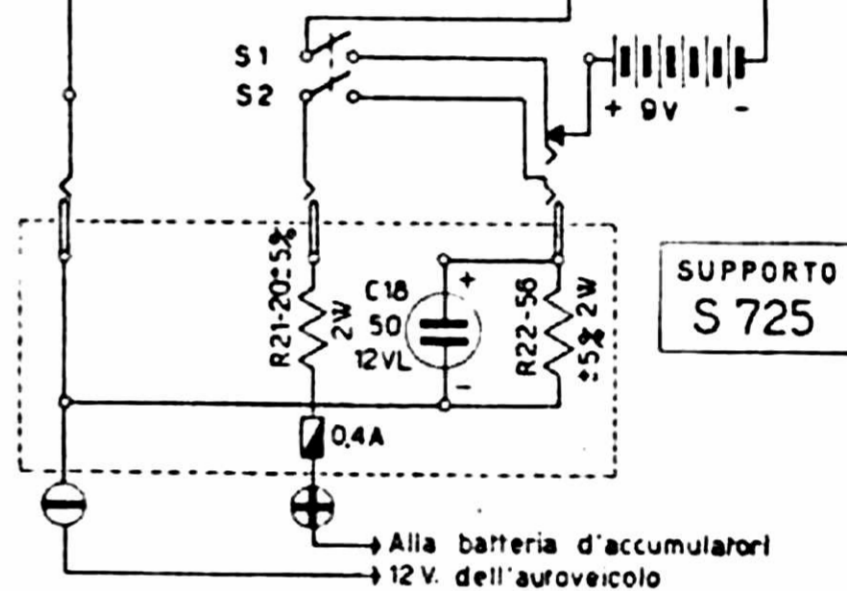 S1
S2
+ 9V -
R21-20±5%
2W
C18
50
12VL
+
-
R22-56
±5% 2W
SUPPORTO
S 725
0,4A
Alla batteria d'accumulatori
12V. dell'autoveicolo